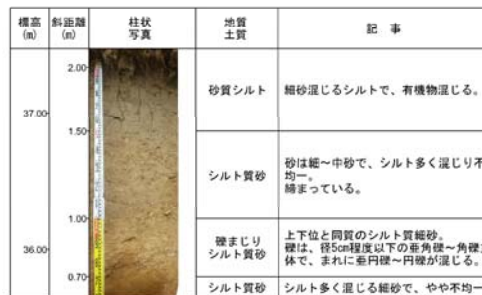 標高
(m)
斜距離
(m)
柱状
写真
地質
土質
記 事
2.00
砂質シルト
細砂混じるシルトで、有機物混じる。
37.00
1.50
シルト質砂
砂は細～中砂で、シルト多く混じり不
均一。
締まっている。
1.00
礫まじり
シルト質砂
上下位と同質のシルト質細砂。
礫は、径5cm程度以下の亜角礫～角礫
体で、まれに亜円礫～円礫が混じる。
36.00
0.70
シルト質砂
シルト多く混じる細砂で、やや不均一